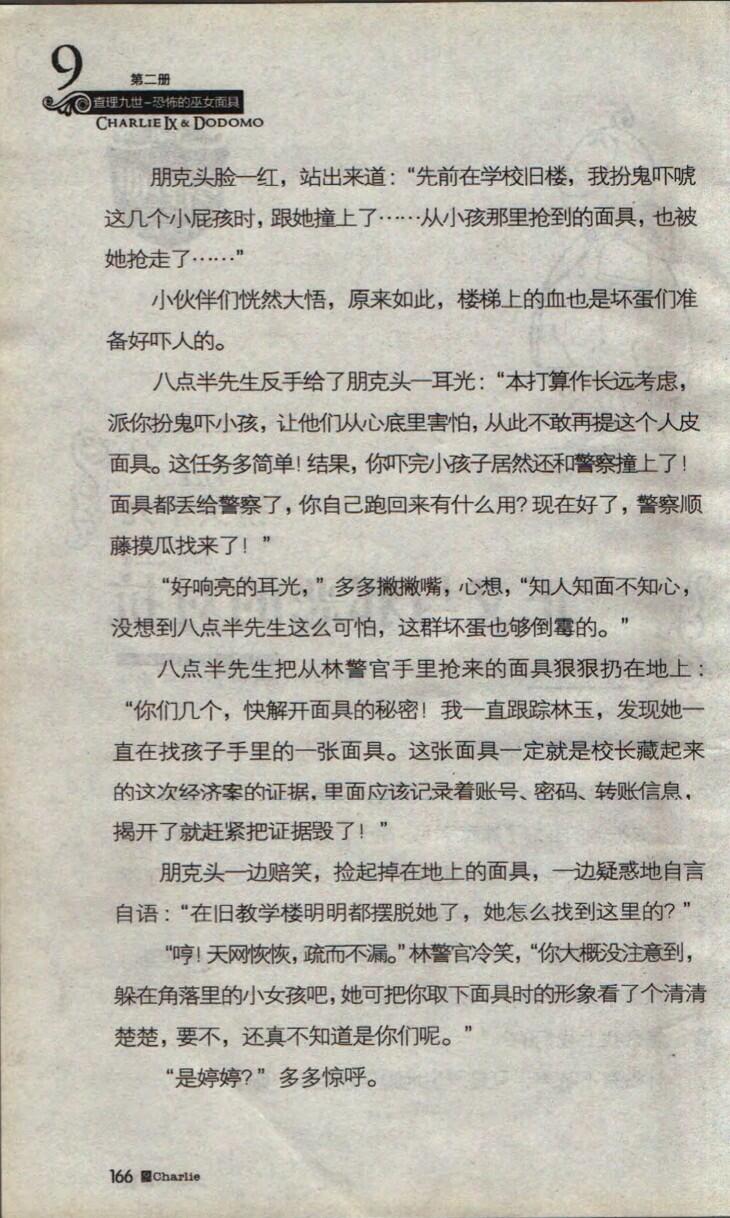 9
第二册
查理九世-恐怖的巫女面具
CHARLIE IX & DODOMO
朋克头脸一红，站出来道：“先前在学校旧楼，我扮鬼吓唬
这几个小屁孩时，跟她撞上了……从小孩那里抢到的面具，也被
她抢走了……”
小伙伴们恍然大悟，原来如此，楼梯上的血也是坏蛋们准
备好吓人的。
八点半先生反手给了朋克头一耳光：“本打算作长远考虑，
派你扮鬼吓小孩，让他们从心底里害怕，从此不敢再提这个人皮
面具。这任务多简单！结果，你吓完小孩子居然还和警察撞上了！
面具都丢给警察了，你自己跑回来有什么用？现在好了，警察顺
藤摸瓜找来了！”
“好响亮的耳光，”多多撇撇嘴，心想，“知人知面不知心，
没想到八点半先生这么可怕，这群坏蛋也够倒霉的。”
八点半先生把从林警官手里抢来的面具狠狠扔在地上：
“你们几个，快解开面具的秘密！我一直跟踪林玉，发现她一
直在找孩子手里的一张面具。这张面具一定就是校长藏起来
的这次经济案的证据，里面应该记录着账号、密码、转账信息，
揭开了就赶紧把证据毁了！”
朋克头一边赔笑，捡起掉在地上的面具，一边疑惑地自言
自语：“在旧教学楼明明都摆脱她了，她怎么找到这里的？”
“哼！天网恢恢，疏而不漏。”林警官冷笑，“你大概没注意到，
躲在角落里的小女孩吧，她可把你取下面具时的形象看了个清清
楚楚，要不，还真不知道是你们呢。”
“是婷婷？”多多惊呼。
166 Charlie